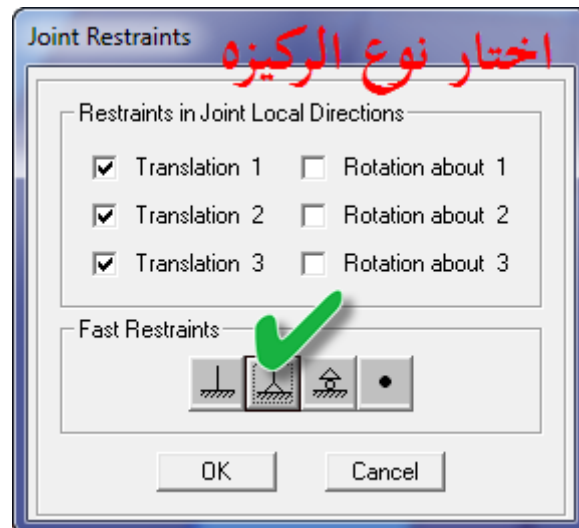 Joint Restraints
اختار نوع الركيزه
Restraints in Joint Local Directions
Translation 1 Rotation about 1
Translation 2 Rotation about 2
Translation 3 Rotation about 3
Fast Restraints
OK Cancel